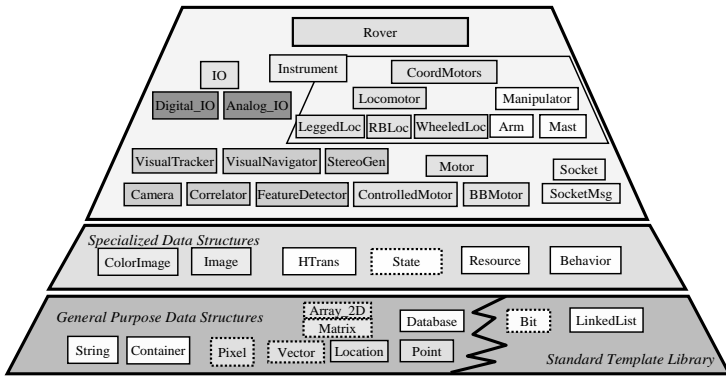 Rover
IO
Instrument
CoordMotors
Digital_IO
Analog_IO
Locomotor
Manipulator
LeggedLoc
RBLoc
WheeledLoc
Arm
Mast
VisualTracker
VisualNavigator
StereoGen
Motor
Socket
Camera
Correlator
FeatureDetector
ControlledMotor
BBMotor
SocketMsg
Specialized Data Structures
ColorImage
Image
HTrans
State
Resource
Behavior
General Purpose Data Structures
Array_2D
Matrix
Database
Bit
LinkedList
String
Container
Pixel
Vector
Location
Point
Standard Template Library